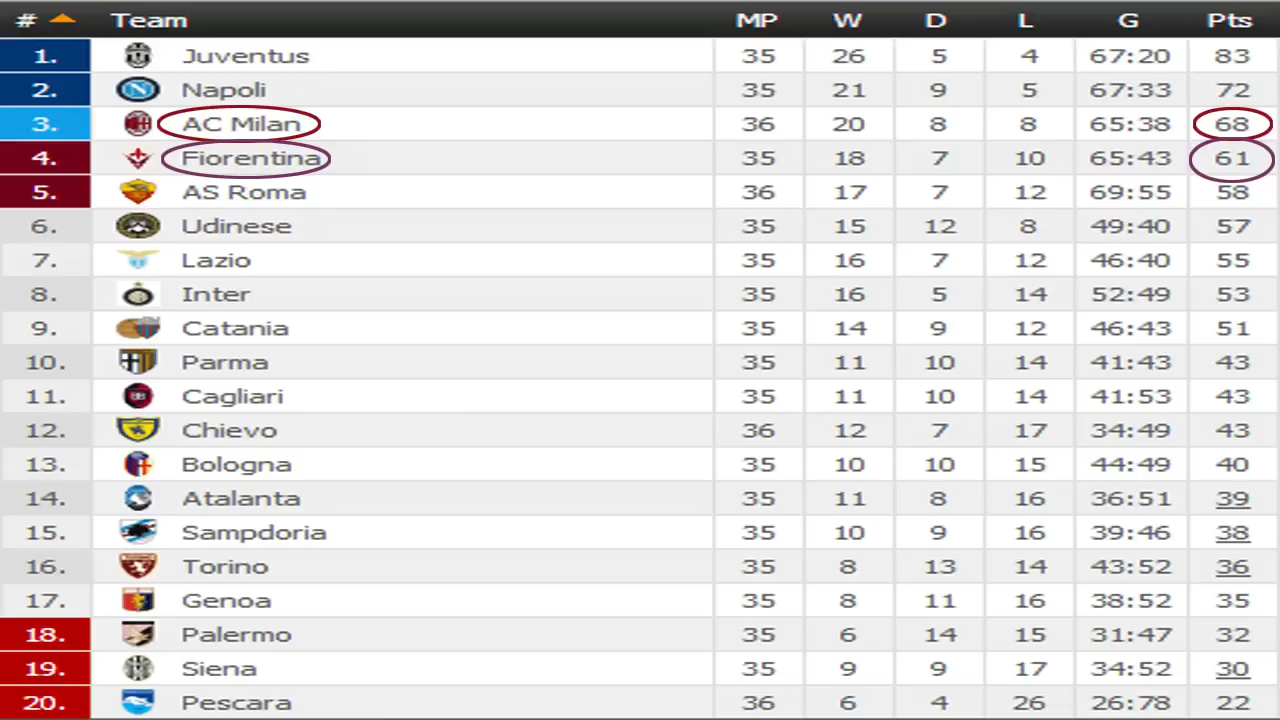 # Team MP W D L G Pts
1. Juventus 35 26 5 4 67:20 83
2. Napoli 35 21 9 5 67:33 72
3. AC Milan 36 20 8 8 65:38 68
4. Fiorentina 35 18 7 10 65:43 61
5. AS Roma 36 17 7 12 69:55 58
6. Udinese 35 15 12 8 49:40 57
7. Lazio 35 16 7 12 46:40 55
8. Inter 35 16 5 14 52:49 53
9. Catania 35 14 9 12 46:43 51
10. Parma 35 11 10 14 41:43 43
11. Cagliari 35 11 10 14 41:53 43
12. Chievo 36 12 7 17 34:49 43
13. Bologna 35 10 10 15 44:49 40
14. Atalanta 35 11 8 16 36:51 39
15. Sampdoria 35 10 9 16 39:46 38
16. Torino 35 8 13 14 43:52 36
17. Genoa 35 8 11 16 38:52 35
18. Palermo 35 6 14 15 31:47 32
19. Siena 35 9 9 17 34:52 30
20. Pescara 36 6 4 26 26:78 22